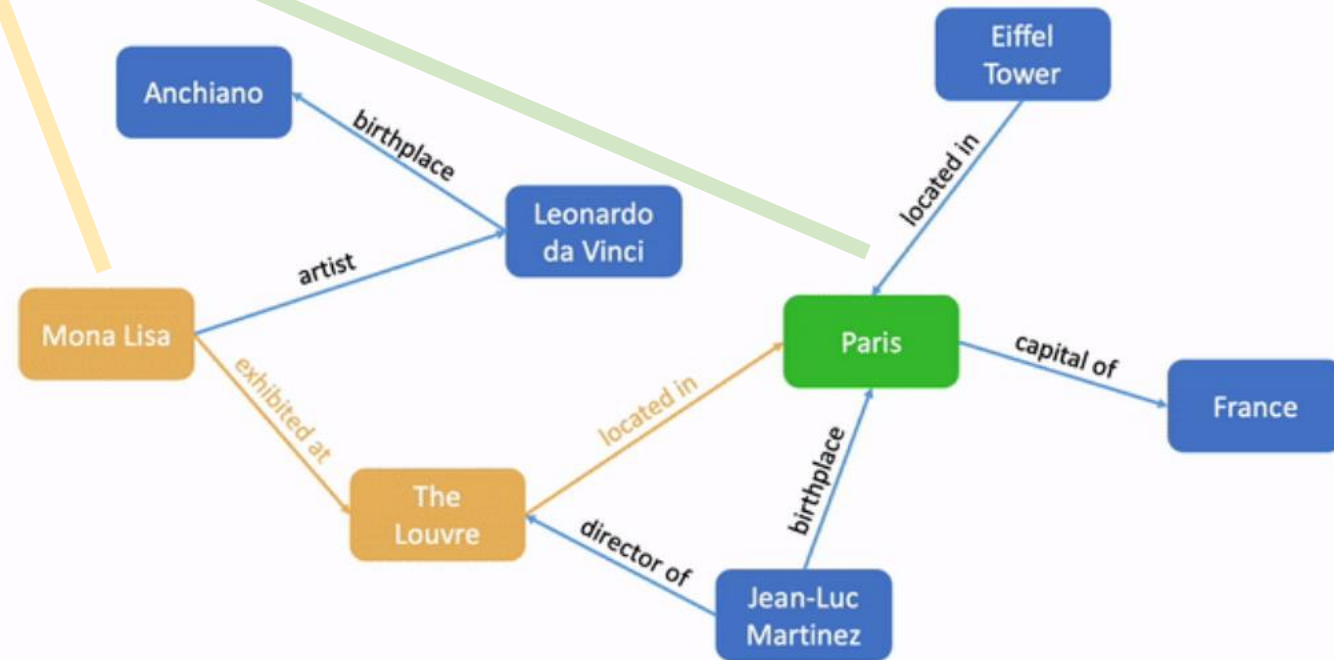 Eiffel
Tower
Anchiano
birthplace
located in
Leonardo
da Vinci
artist
Mona Lisa
Paris
capital of
exhibited at
located in
France
birthplace
The
Louvre
director of
Jean-Luc
Martinez